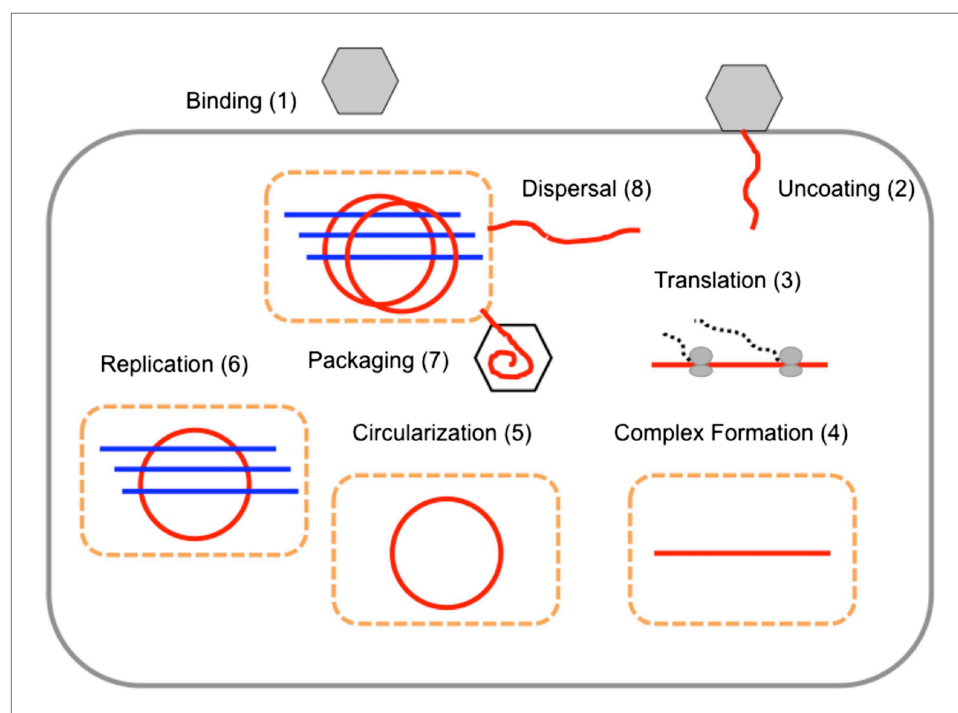 Binding (1)
Dispersal (8)
Uncoating (2)
Translation (3)
Replication (6)
Packaging (7)
Circularization (5)
Complex Formation (4)